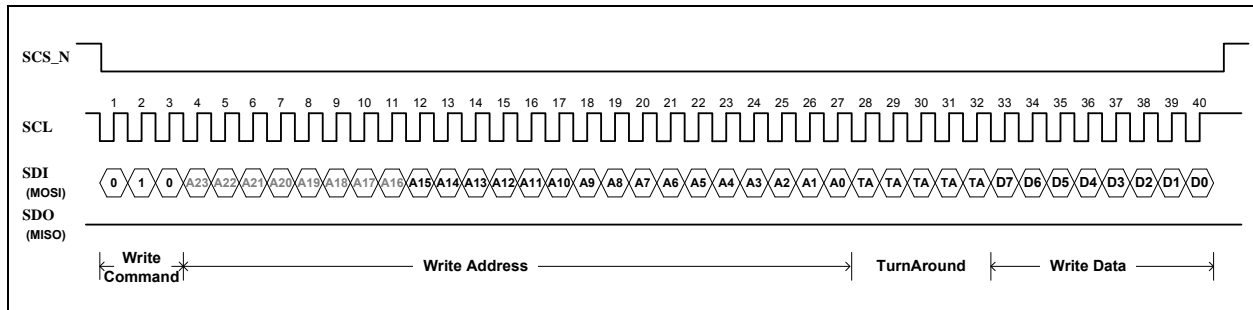 SCS_N
1 2 3 4 5 6 7 8 9 10 11 12 13 14 15 16 17 18 19 20 21 22 23 24 25 26 27 28 29 30 31 32 33 34 35 36 37 38 39 40
SCL
SDI
(MOSI)
0 1 0 A23 A22 A21 A20 A19 A18 A17 A16 A15 A14 A13 A12 A11 A10 A9 A8 A7 A6 A5 A4 A3 A2 A1 A0 TA TA TA TA TA D7 D6 D5 D4 D3 D2 D1 D0
SDO
(MISO)
Write
Command
Write Address
TurnAround
Write Data